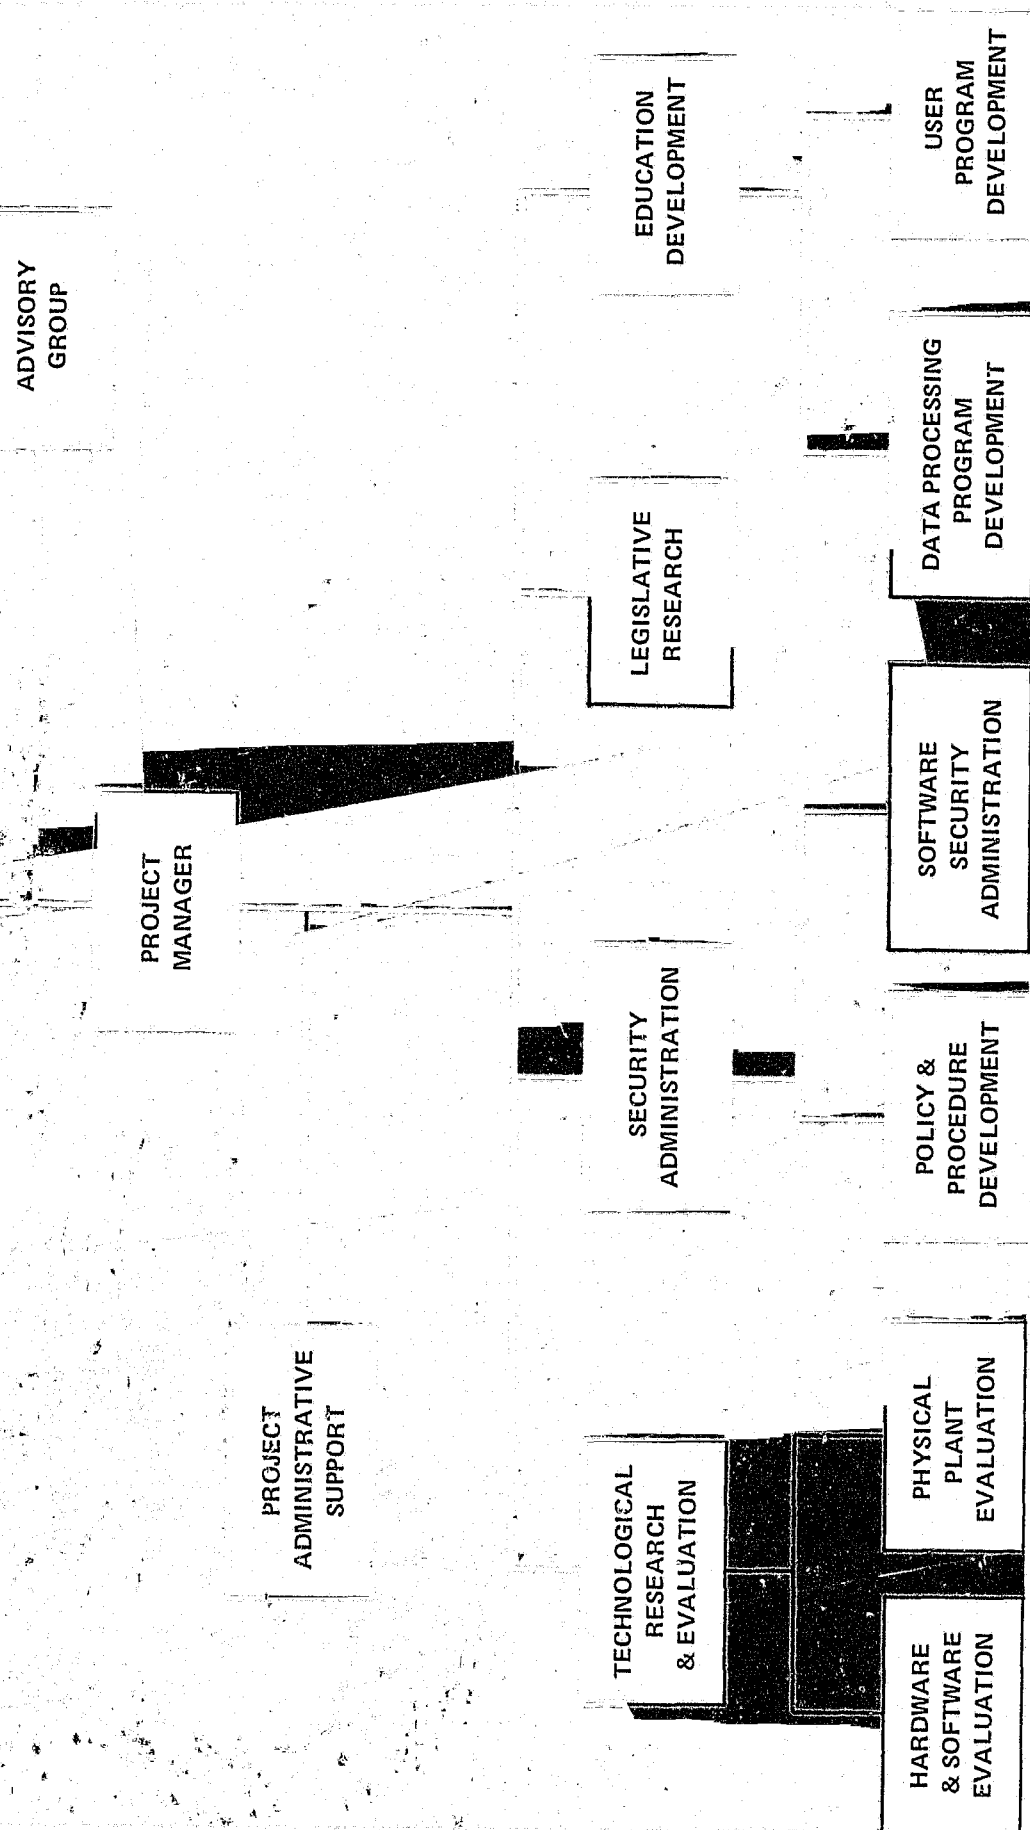 ADVISORY
GROUP
PROJECT
MANAGER
PROJECT
ADMINISTRATIVE
SUPPORT
TECHNOLOGICAL
RESEARCH
& EVALUATION
SECURITY
ADMINISTRATION
LEGISLATIVE
RESEARCH
EDUCATION
DEVELOPMENT
HARDWARE
& SOFTWARE
EVALUATION
PHYSICAL
PLANT
EVALUATION
POLICY &
PROCEDURE
DEVELOPMENT
SOFTWARE
SECURITY
ADMINISTRATION
DATA PROCESSING
PROGRAM
DEVELOPMENT
USER
PROGRAM
DEVELOPMENT